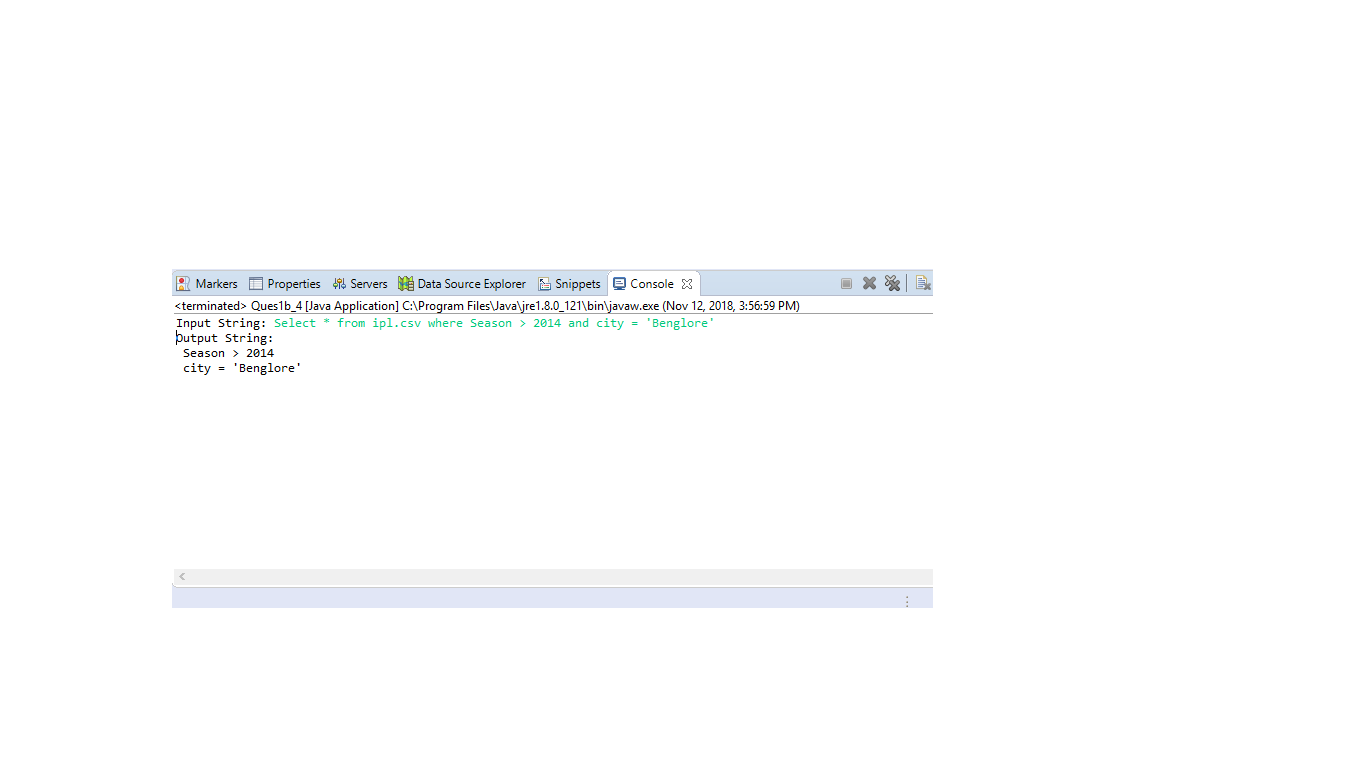 Markers Properties Servers Data Source Explorer Snippets Console
<terminated> Ques1b_4 [Java Application] C:\Program Files\Java\jre1.8.0_121\bin\javaw.exe (Nov 12, 2018, 3:56:59 PM)
Input String: Select * from ipl.csv where Season > 2014 and city = 'Benglore'
Output String:
 Season > 2014
 city = 'Benglore'